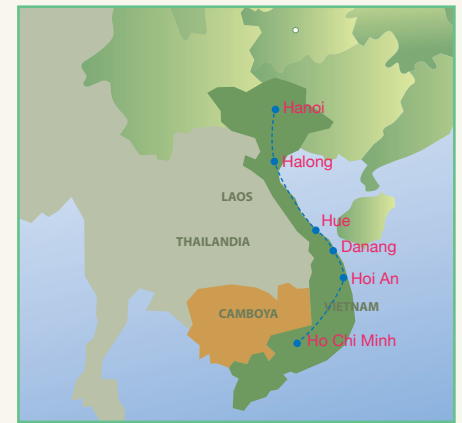 Hanoi
Halong
LAOS
Hue
THAILANDIA
Danang
Hoi An
VIETNAM
CAMBOYA
Ho Chi Minh